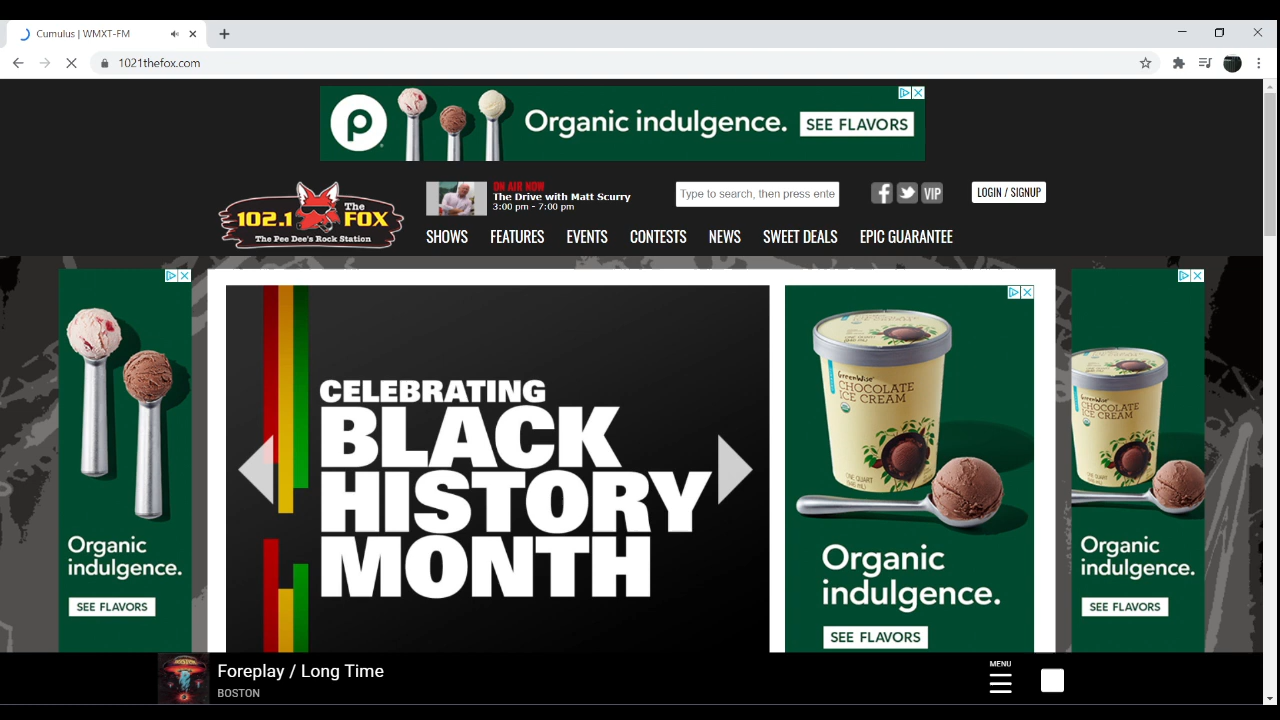 Cumulus | WMXT-FM
1021thefox.com
Organic indulgence.
SEE FLAVORS
102.1 The FOX
The Pee Dee's Rock Station
ON AIR NOW
The Drive with Matt Scurry
3:00 pm - 7:00 pm
Type to search, then press ente
VIP
LOGIN / SIGNUP
SHOWS FEATURES EVENTS CONTESTS NEWS SWEET DEALS EPIC GUARANTEE
Organic
indulgence.
SEE FLAVORS
CELEBRATING
BLACK
HISTORY
MONTH
GreenWise
CHOCOLATE
ICE CREAM
Organic
indulgence.
SEE FLAVORS
GreenWise
CHOCOLATE
ICE CREAM
Organic
indulgence.
SEE FLAVORS
Foreplay / Long Time
BOSTON
MENU